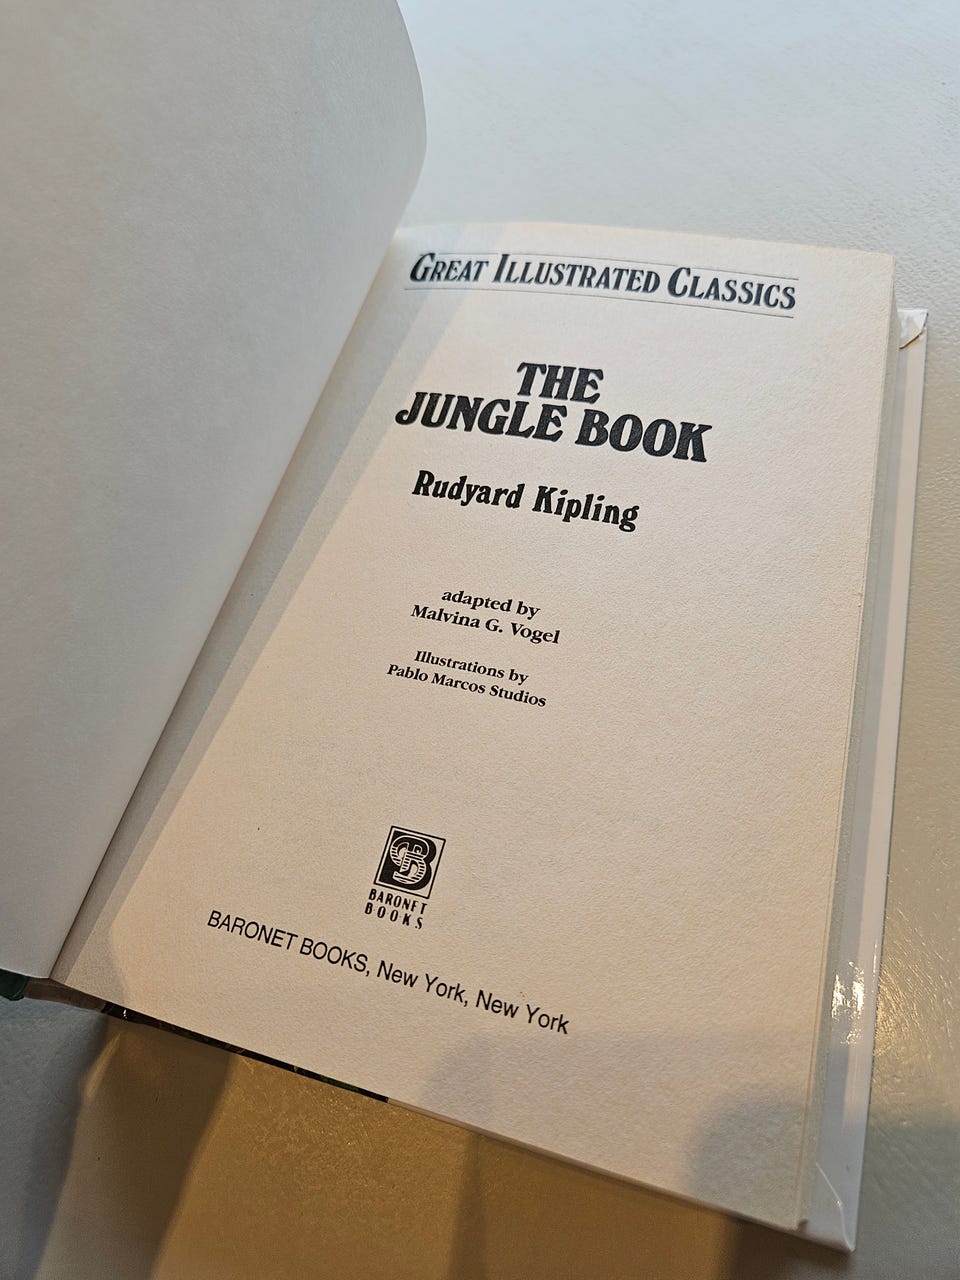 GREAT ILLUSTRATED CLASSICS
THE
JUNGLE BOOK
Rudyard Kipling
adapted by
Malvina G. Vogel
Illustrations by
Pablo Marcos Studios
B
BARONET
BOOKS
BARONET BOOKS, New York, New York